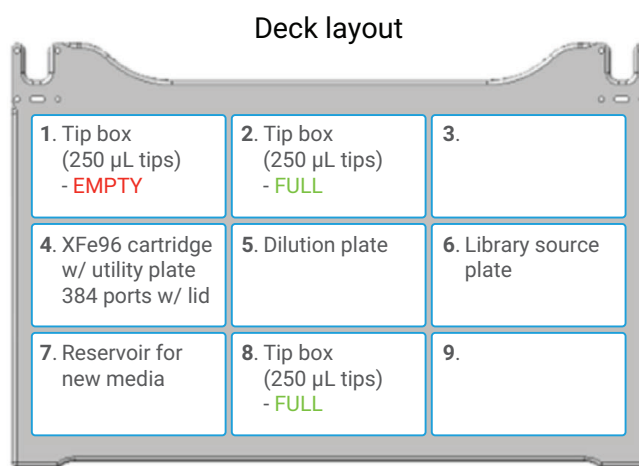 Deck layout
1. Tip box
(250 µL tips)
- EMPTY
2. Tip box
(250 µL tips)
- FULL
3.
4. XFe96 cartridge
w/ utility plate
384 ports w/ lid
5. Dilution plate
6. Library source
plate
7. Reservoir for
new media
8. Tip box
(250 µL tips)
- FULL
9.